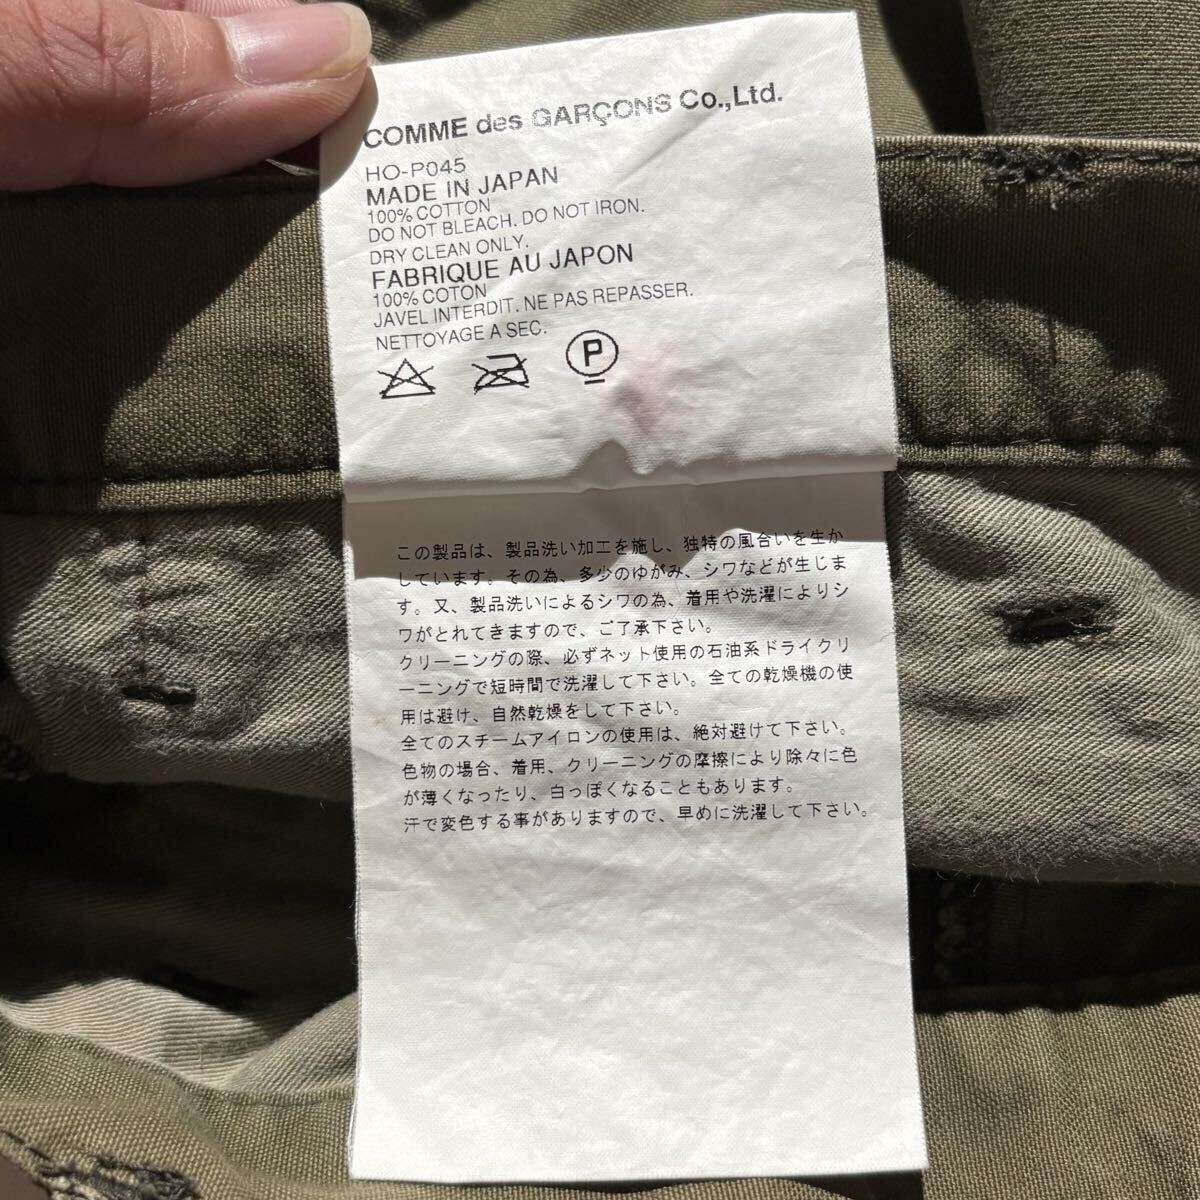 COMME des GARÇONS Co.,Ltd.
HO-P045
MADE IN JAPAN
100% COTTON
DO NOT BLEACH. DO NOT IRON.
DRY CLEAN ONLY.
FABRIQUE AU JAPON
100% COTON
JAVEL INTERDIT. NE PAS REPASSER.
NETTOYAGE A SEC.
P
この製品は、製品洗い加工を施し、独特の風合いを生か
しています。その為、多少のゆがみ、シワなどが生じま
す。又、製品洗いによるシワの為、着用や洗濯によりシ
ワがとれてきますので、ご了承下さい。
クリーニングの際、必ずネット使用の石油系ドライクリ
ーニングで短時間で洗濯して下さい。全ての乾燥機の使
用は避け、自然乾燥をして下さい。
全てのスチームアイロンの使用は、絶対避けて下さい。
色物の場合、着用、クリーニングの摩擦により除々に色
が薄くなったり、白っぽくなることもあります。
汗で変色する事がありますので、早めに洗濯して下さい。